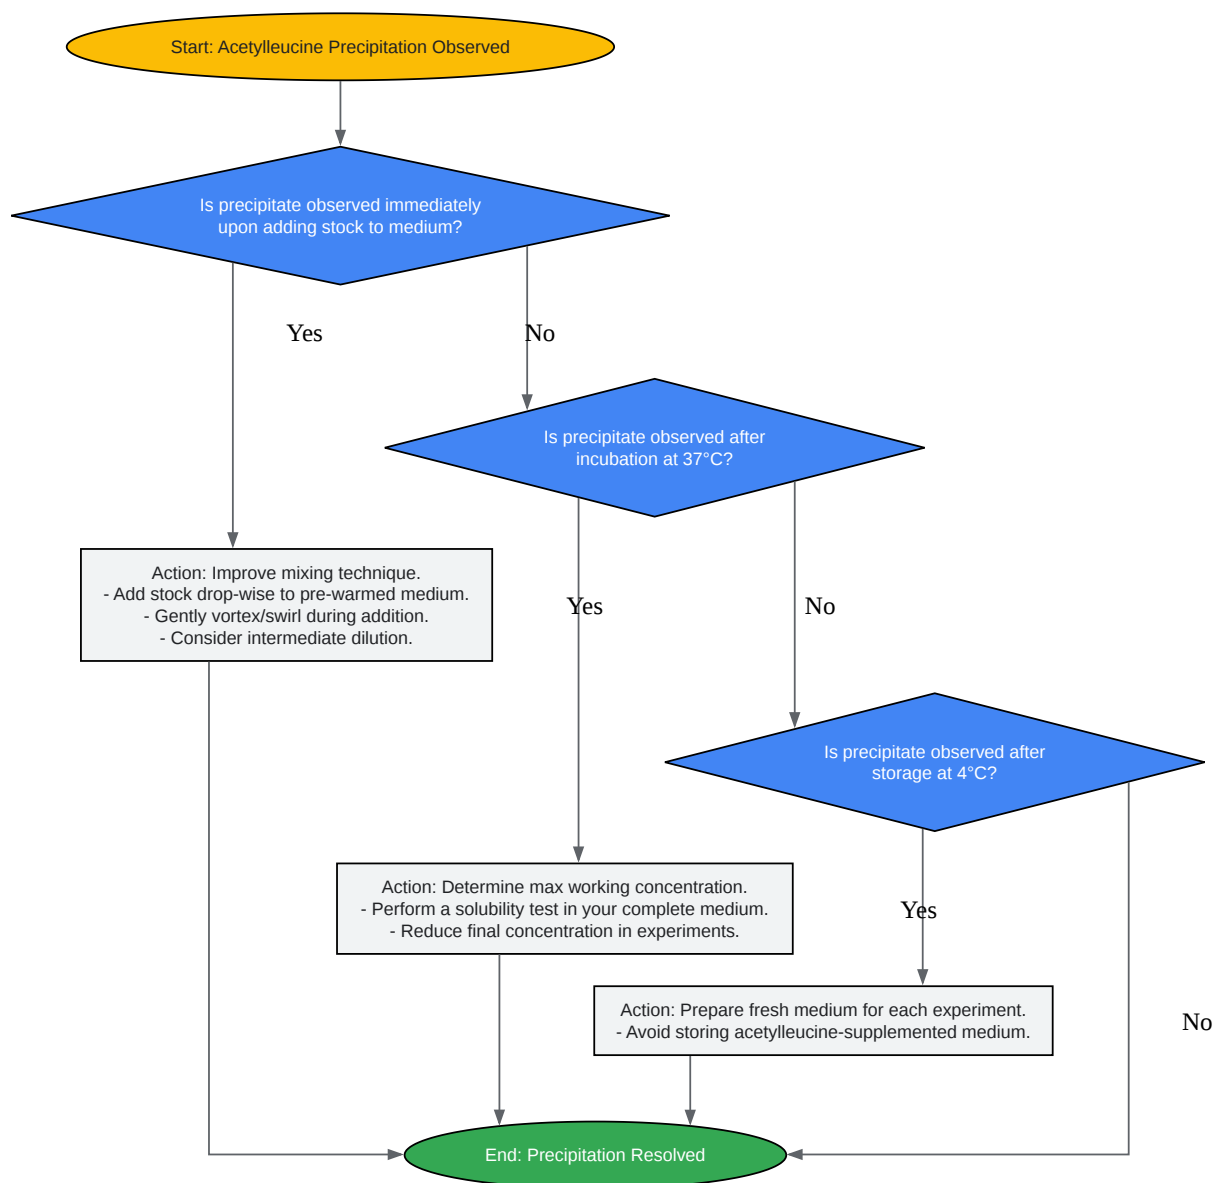 Start: Acetylleucine Precipitation Observed
Is precipitate observed immediately
upon adding stock to medium?
Yes
No
Is precipitate observed after
incubation at 37°C?
Action: Improve mixing technique.
- Add stock drop-wise to pre-warmed medium.
- Gently vortex/swirl during addition.
- Consider intermediate dilution.
Yes
No
Is precipitate observed after
storage at 4°C?
Action: Determine max working concentration.
- Perform a solubility test in your complete medium.
- Reduce final concentration in experiments.
Yes
Action: Prepare fresh medium for each experiment.
- Avoid storing acetylleucine-supplemented medium.
No
End: Precipitation Resolved